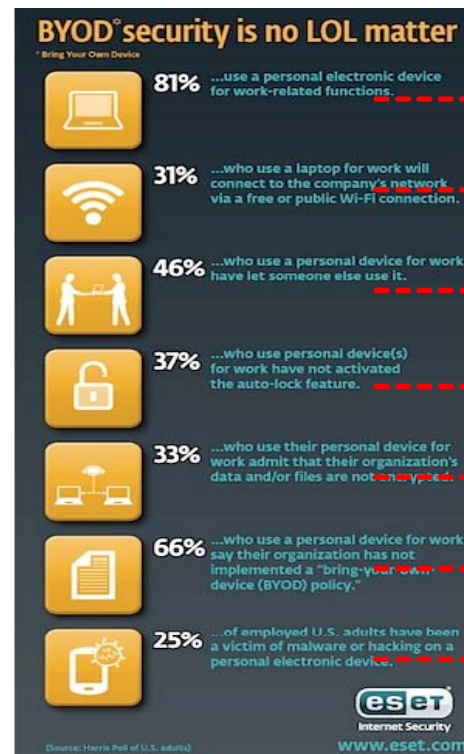 BYOD* security is no LOL matter
* Bring Your Own Device
81% ...use a personal electronic device
for work-related functions.
31% ...who use a laptop for work will
connect to the company's network
via a free or public Wi-Fi connection.
46% ...who use a personal device for work
have let someone else use it.
37% ...who use personal device(s)
for work have not activated
the auto-lock feature.
33% ...who use their personal device for
work admit that their organization's
data and/or files are not encrypted.
66% ...who use a personal device for work
say their organization has not
implemented a "bring-your-own-
device (BYOD) policy."
25% ...of employed U.S. adults have been
a victim of malware or hacking on a
personal electronic device.
eseT
Internet Security
(Source: Harris Poll of U.S. adults)
www.eset.com